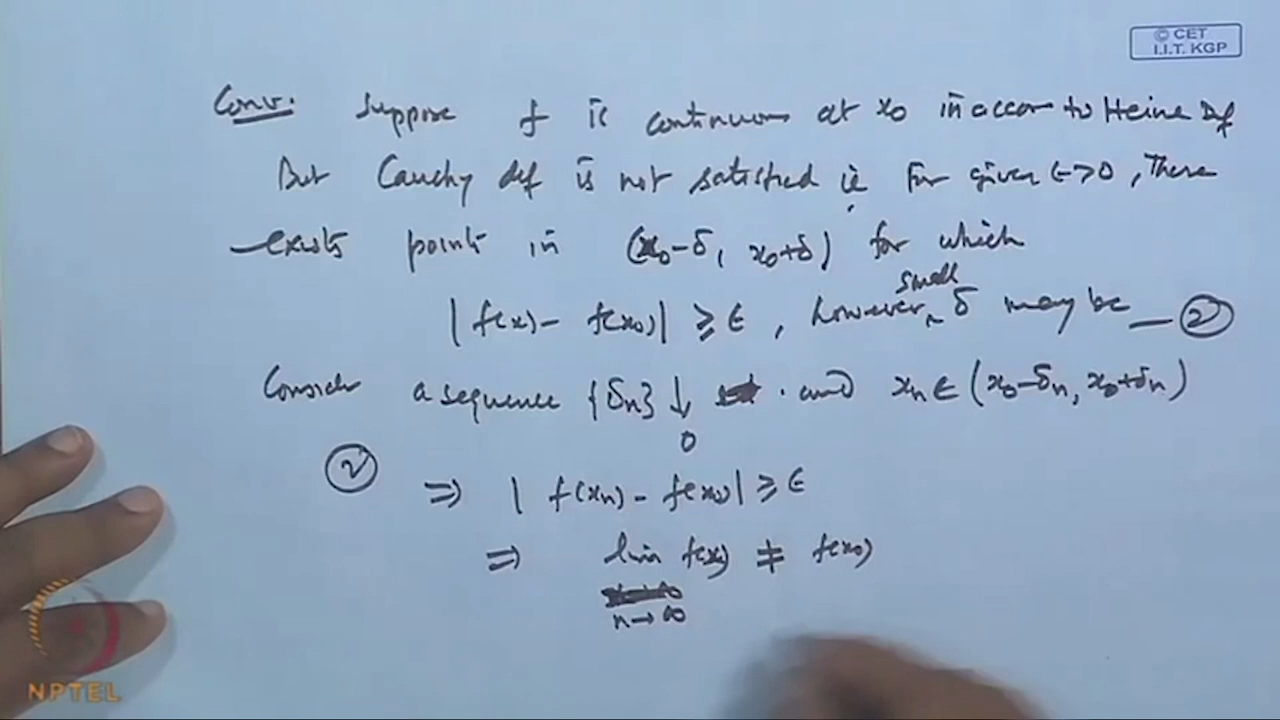 © CET
I.I.T. KGP
Conv. Suppose f is continuous at x₀ in accor to Heine Def
But Cauchy def is not satisfied ie For given ϵ>0, There
exists points in (x₀-δ, x₀+δ) for which
|f(x) - f(x₀)| ≥ ϵ, however small δ may be — ②
Consider a sequence {δₙ} ↓ 0 . and xₙ ∈ (x₀-δₙ, x₀+δₙ)
② ⇒ |f(xₙ) - f(x₀)| ≥ ϵ
⇒ lim f(xₙ) ≠ f(x₀)
n→∞
NPTEL